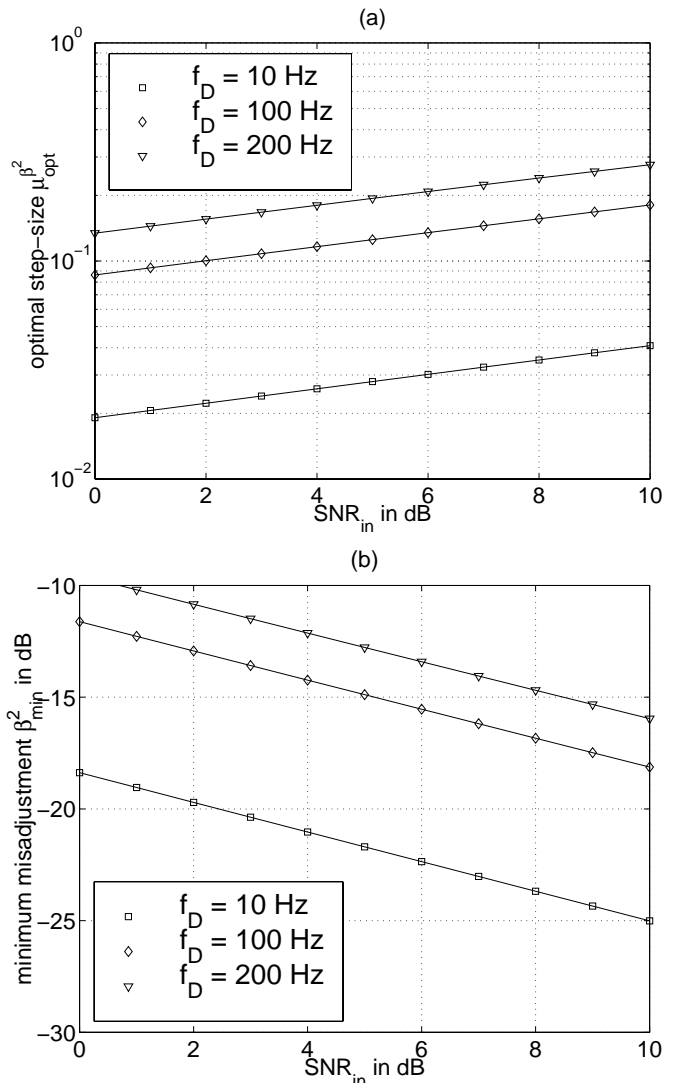 (a)
optimal step-size μ_opt^β²
10^0
10^-1
10^-2
f_D = 10 Hz
f_D = 100 Hz
f_D = 200 Hz
0 2 4 6 8 10
SNR_in in dB
(b)
minimum misadjustment β²_min in dB
-10
-15
-20
-25
-30
f_D = 10 Hz
f_D = 100 Hz
f_D = 200 Hz
0 2 4 6 8 10
SNR_in in dB